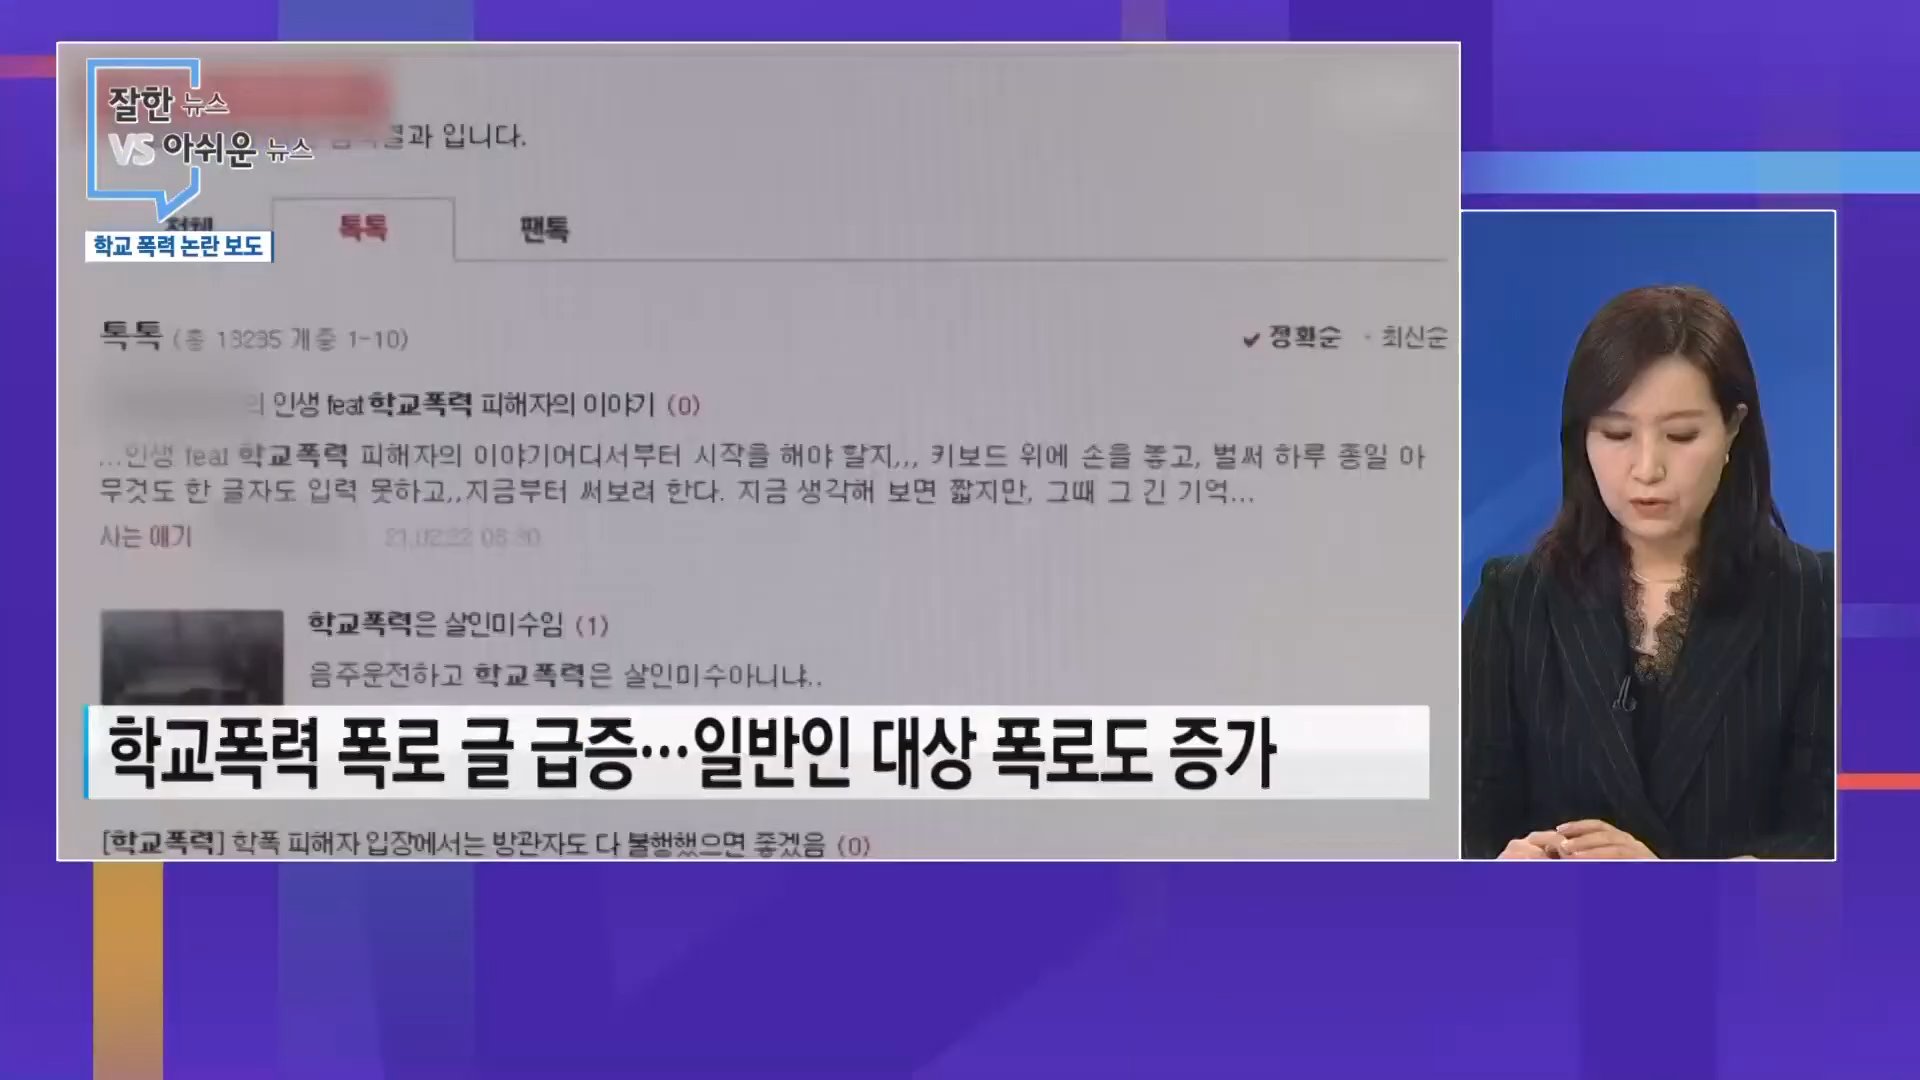 잘한 뉴스
VS 아쉬운 뉴스
학교 폭력 논란 보도
결과 입니다.
전체 톡톡 팬톡
톡톡 (총 13295 개중 1-10)
정확순 · 최신순
의 인생 feat 학교폭력 피해자의 이야기 (0)
...인생 feat 학교폭력 피해자의 이야기어디서부터 시작을 해야 할지,,, 키보드 위에 손을 놓고, 벌써 하루 종일 아
무것도 한 글자도 입력 못하고,,지금부터 써보려 한다. 지금 생각해 보면 짧지만, 그때 그 긴 기억...
사는 얘기 21.02.22 08:30
학교폭력은 살인미수임 (1)
음주운전하고 학교폭력은 살인미수아니냐..
학교폭력 폭로 글 급증…일반인 대상 폭로도 증가
[학교폭력] 학폭 피해자 입장에서는 방관자도 다 불행했으면 좋겠음 (0)